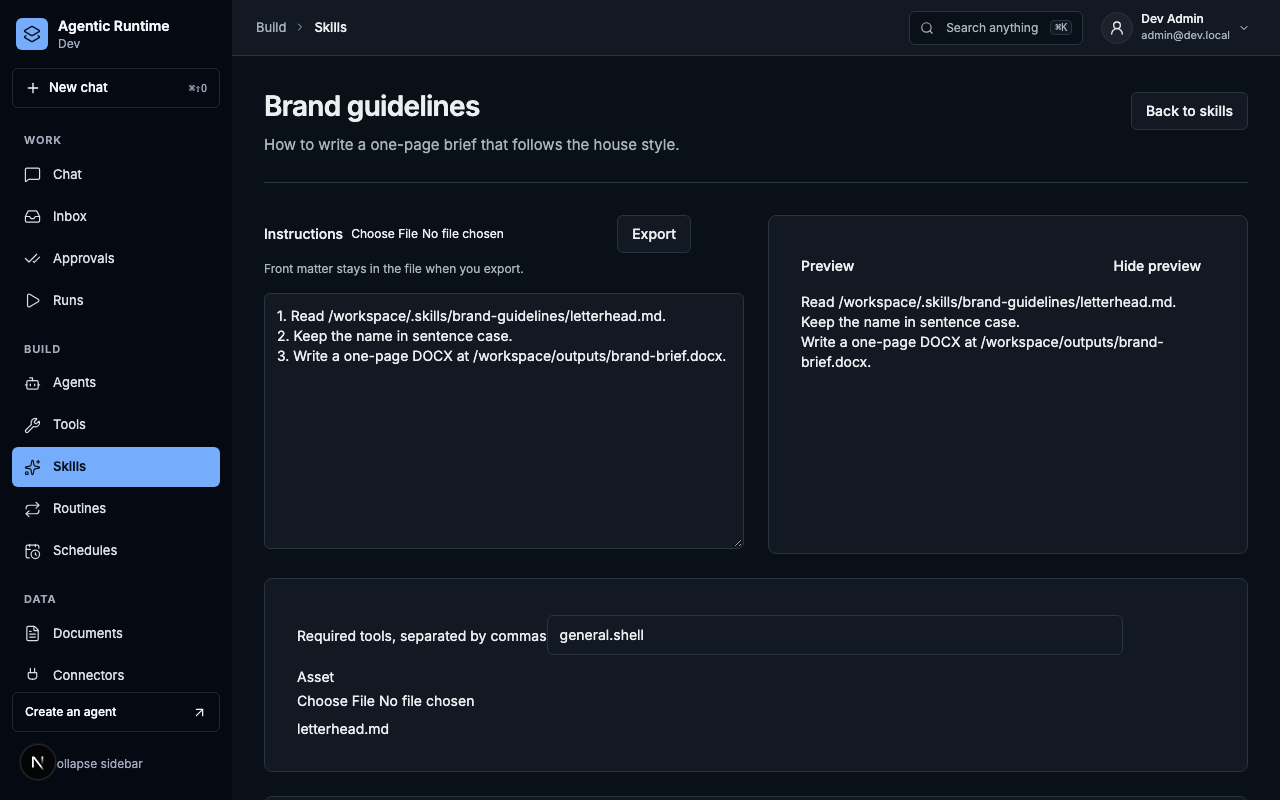 Agentic Runtime
Dev
New chat
⌘⇧O
WORK
Chat
Inbox
Approvals
Runs
BUILD
Agents
Tools
Skills
Routines
Schedules
DATA
Documents
Connectors
Create an agent
N
ollapse sidebar
Build
Skills
Search anything
⌘K
Dev Admin
admin@dev.local
Brand guidelines
How to write a one-page brief that follows the house style.
Back to skills
Instructions Choose File No file chosen
Export
Front matter stays in the file when you export.
1. Read /workspace/.skills/brand-guidelines/letterhead.md.
2. Keep the name in sentence case.
3. Write a one-page DOCX at /workspace/outputs/brand-brief.docx.
Preview
Hide preview
Read /workspace/.skills/brand-guidelines/letterhead.md.
Keep the name in sentence case.
Write a one-page DOCX at /workspace/outputs/brand-
brief.docx.
Required tools, separated by commas
general.shell
Asset
Choose File No file chosen
letterhead.md